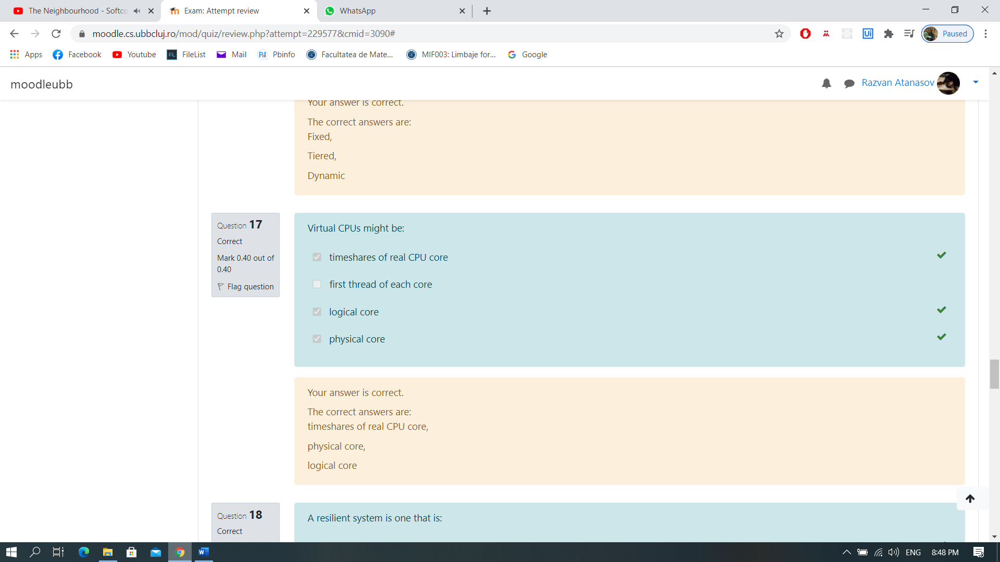 The Neighbourhood - Softco
Exam: Attempt review
WhatsApp
moodle.cs.ubbcluj.ro/mod/quiz/review.php?attempt=229577&cmid=3090#
Paused
Apps
Facebook
Youtube
FL
FileList
Mail
Pbinfo
Facultatea de Mate...
MIF003: Limbaje for...
Google
moodleubb
Razvan Atanasov
Your answer is correct.
The correct answers are:
Fixed,
Tiered,
Dynamic
Question 17
Correct
Mark 0.40 out of
0.40
Flag question
Virtual CPUs might be:
timeshares of real CPU core
first thread of each core
logical core
physical core
Your answer is correct.
The correct answers are:
timeshares of real CPU core,
physical core,
logical core
Question 18
Correct
A resilient system is one that is:
ENG
8:48 PM